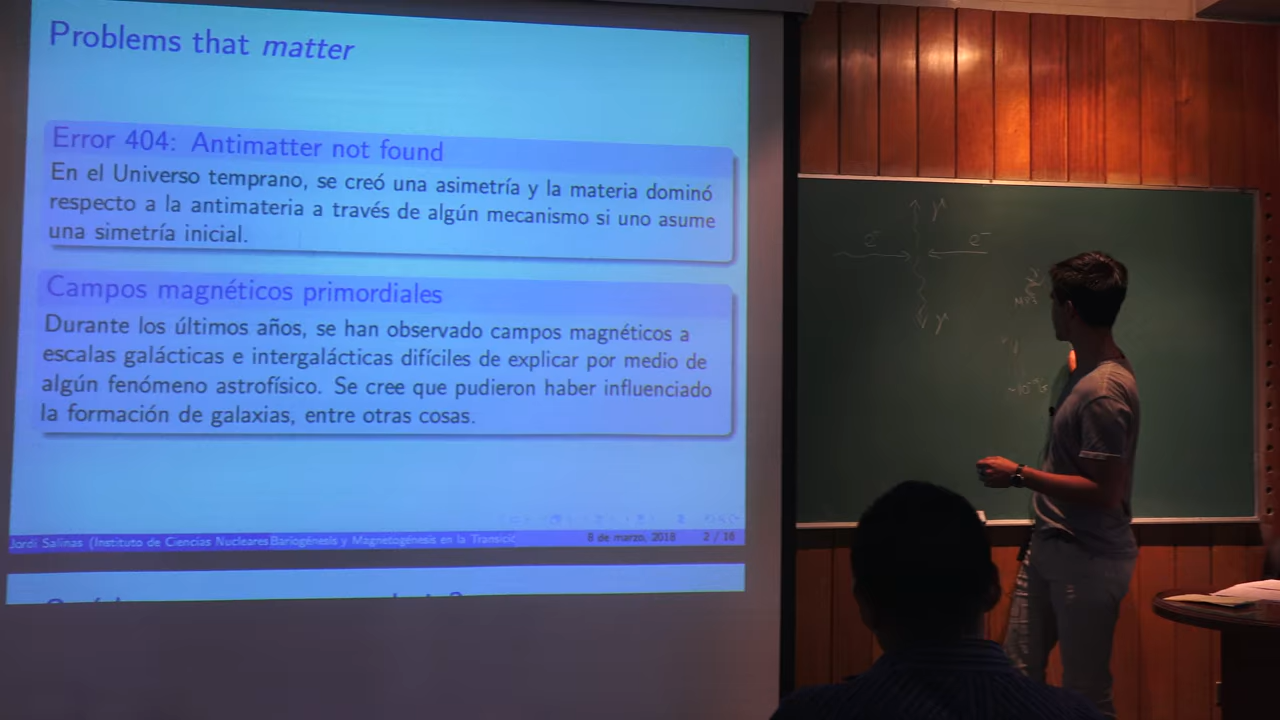 Problems that matter
Error 404: Antimatter not found
En el Universo temprano, se creó una asimetría y la materia dominó
respecto a la antimateria a través de algún mecanismo si uno asume
una simetría inicial.
Campos magnéticos primordiales
Durante los últimos años, se han observado campos magnéticos a
escalas galácticas e intergalácticas difíciles de explicar por medio de
algún fenómeno astrofísico. Se cree que pudieron haber influenciado
la formación de galaxias, entre otras cosas.
Jordi Salinas (Instituto de Ciencias Nucleares Bariogénesis y Magnetogénesis en la Transició 8 de marzo, 2018 2 / 16
e⁻ e⁻